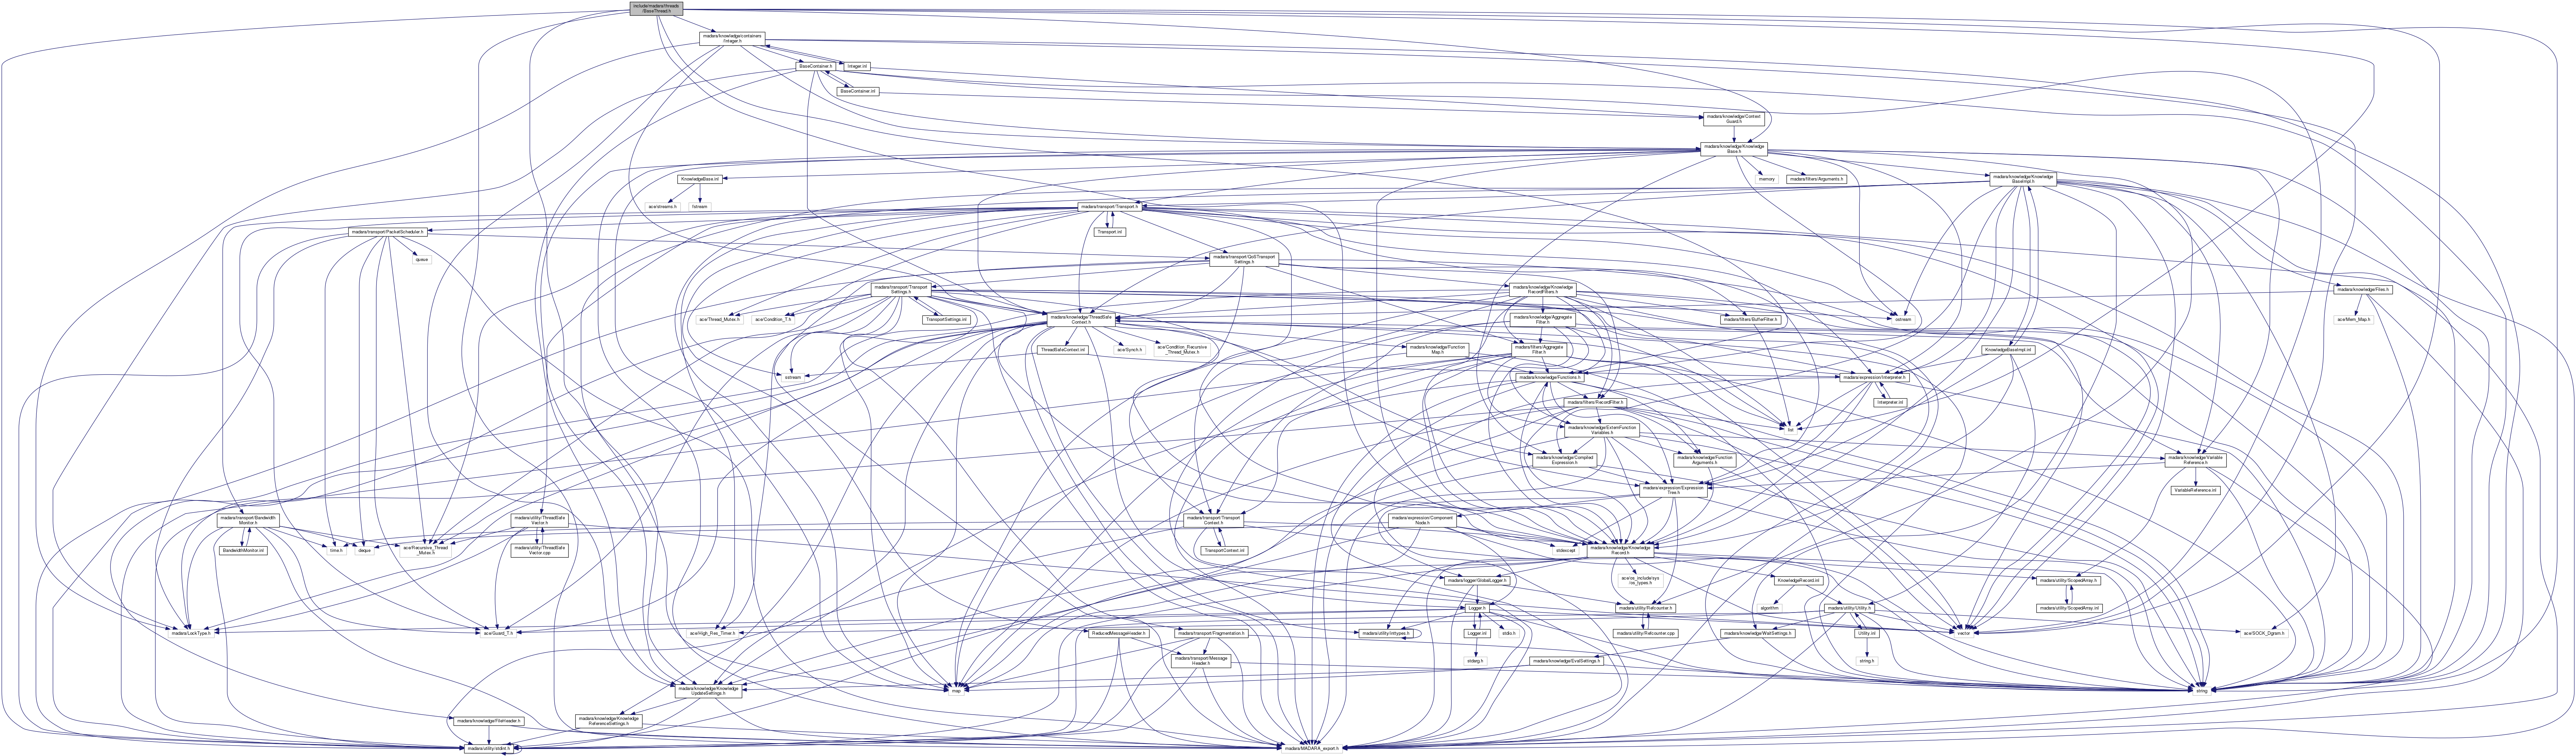 include/madara/threads
/BaseThread.h
madara/knowledge/containers
/Integer.h
BaseContainer.h
Integer.inl
BaseContainer.inl
madara/knowledge/Context
Guard.h
madara/knowledge/Knowledge
Base.h
KnowledgeBase.inl
memory
madara/filters/Arguments.h
madara/knowledge/Knowledge
BaseImpl.h
ace/streams.h
fstream
madara/transport/Transport.h
madara/transport/PacketScheduler.h
Transport.inl
queue
madara/transport/QoSTransport
Settings.h
madara/transport/Transport
Settings.h
madara/knowledge/Knowledge
RecordFilters.h
madara/knowledge/Files.h
ace/Thread_Mutex.h
ace/Condition_T.h
TransportSettings.inl
madara/knowledge/ThreadSafe
Context.h
madara/knowledge/Aggregate
Filter.h
madara/filters/BufferFilter.h
ostream
ace/Mem_Map.h
ThreadSafeContext.inl
ace/Synch.h
ace/Condition_Recursive
_Thread_Mutex.h
madara/knowledge/Function
Map.h
madara/filters/Aggregate
Filter.h
KnowledgeBaseImpl.inl
sstream
madara/knowledge/Functions.h
madara/expression/Interpreter.h
madara/filters/RecordFilter.h
Interpreter.inl
madara/knowledge/ExternFunction
Variables.h
list
madara/knowledge/Compiled
Expression.h
madara/knowledge/Function
Arguments.h
madara/knowledge/Variable
Reference.h
madara/expression/Expression
Tree.h
VariableReference.inl
madara/transport/Bandwidth
Monitor.h
madara/utility/ThreadSafe
Vector.h
madara/transport/Transport
Context.h
madara/expression/Component
Node.h
BandwidthMonitor.inl
time.h
deque
ace/Recursive_Thread
_Mutex.h
madara/utility/ThreadSafe
Vector.cpp
TransportContext.inl
stdexcept
madara/knowledge/Knowledge
Record.h
madara/logger/GlobalLogger.h
ace/os_include/sys
/os_types.h
KnowledgeRecord.inl
madara/utility/ScopedArray.h
Logger.h
madara/utility/Refcounter.h
algorithm
madara/utility/Utility.h
madara/utility/ScopedArray.inl
madara/LockType.h
ace/Guard_T.h
ace/High_Res_Timer.h
ReducedMessageHeader.h
madara/transport/Fragmentation.h
madara/utility/inttypes.h
Logger.inl
stdio.h
madara/utility/Refcounter.cpp
madara/knowledge/WaitSettings.h
Utility.inl
vector
ace/SOCK_Dgram.h
madara/transport/Message
Header.h
stdarg.h
madara/knowledge/EvalSettings.h
string.h
madara/knowledge/Knowledge
UpdateSettings.h
map
string
madara/knowledge/FileHeader.h
madara/knowledge/Knowledge
ReferenceSettings.h
madara/utility/stdint.h
madara/MADARA_export.h